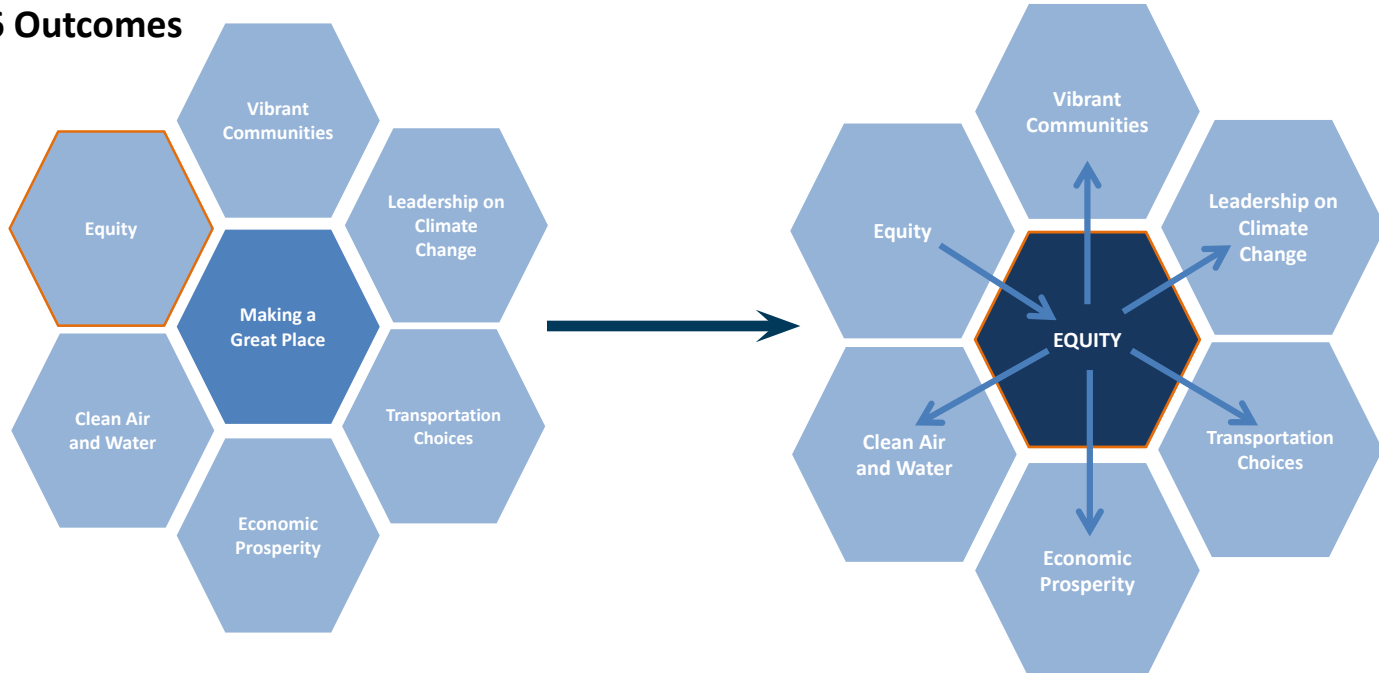 6 Outcomes
Vibrant
Communities
Equity
Leadership on
Climate
Change
Making a
Great Place
Clean Air
and Water
Transportation
Choices
Economic
Prosperity
Vibrant
Communities
Equity
Leadership on
Climate
Change
EQUITY
Clean Air
and Water
Transportation
Choices
Economic
Prosperity